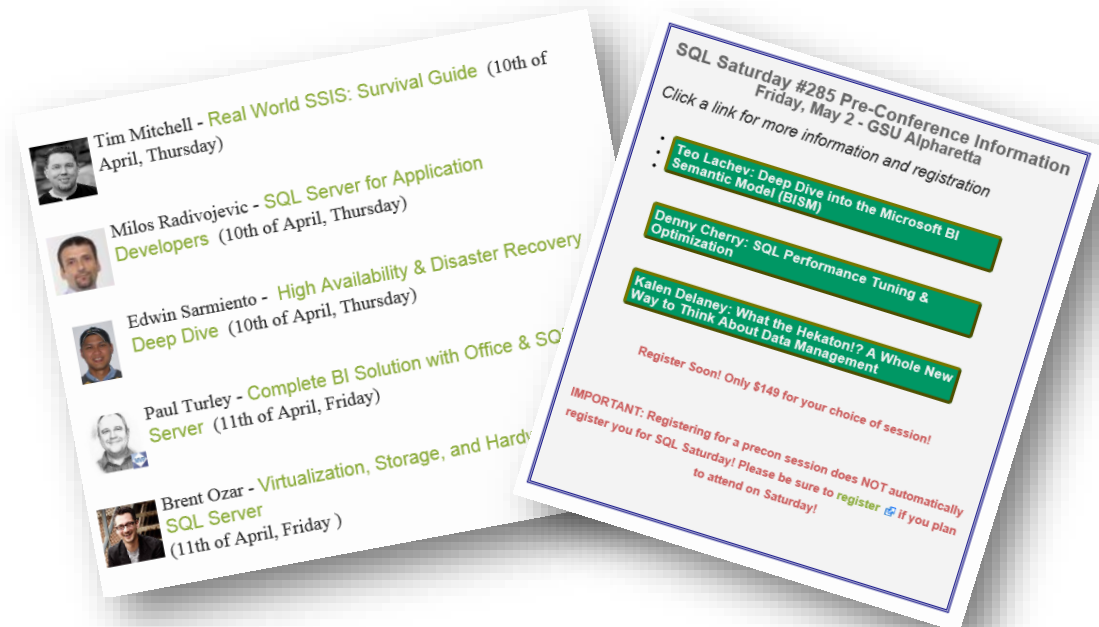 Tim Mitchell - Real World SSIS: Survival Guide (10th of
April, Thursday)
Milos Radivojevic - SQL Server for Application
Developers (10th of April, Thursday)
Edwin Sarmiento - High Availability & Disaster Recovery
Deep Dive (10th of April, Thursday)
Paul Turley - Complete BI Solution with Office &
Server (11th of April, Friday)
Brent Ozar - Virtualization, Storage, and
SQL Server
(11th of April, Friday )
SQL Saturday #285 Pre-Conference Information
Friday, May 2 - GSU Alpharetta
Click a link for more information and registration
Teo Lachev: Deep Dive into the Microsoft BI
Semantic Model (BISM)
Denny Cherry: SQL Performance Tuning &
Optimization
Kalen Delaney: What the Hekaton!? A Whole New
Way to Think About Data Management
Register Soon! Only $149 for your choice of session!
IMPORTANT: Registering for a precon session does NOT automatically
register you for SQL Saturday! Please be sure to register if you plan
to attend on Saturday!